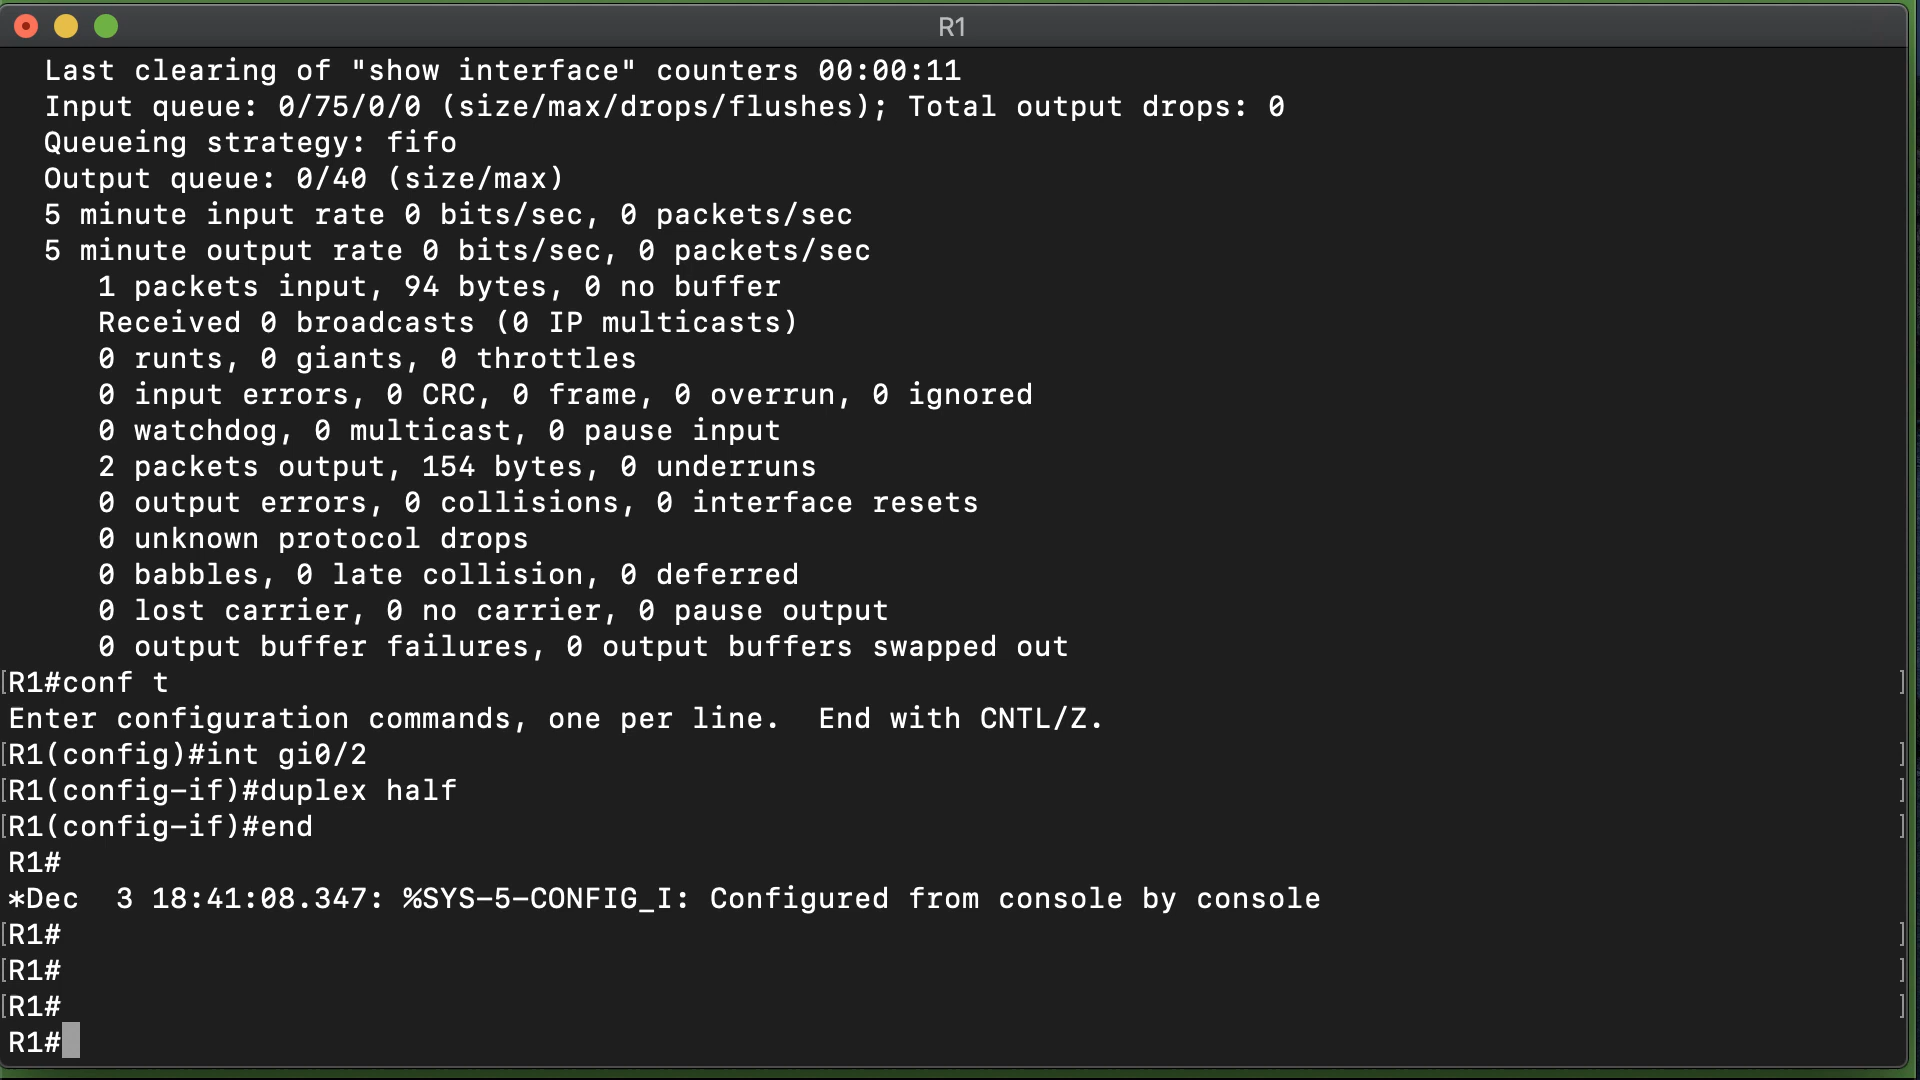 R1
Last clearing of "show interface" counters 00:00:11
Input queue: 0/75/0/0 (size/max/drops/flushes); Total output drops: 0
Queueing strategy: fifo
Output queue: 0/40 (size/max)
5 minute input rate 0 bits/sec, 0 packets/sec
5 minute output rate 0 bits/sec, 0 packets/sec
1 packets input, 94 bytes, 0 no buffer
Received 0 broadcasts (0 IP multicasts)
0 runts, 0 giants, 0 throttles
0 input errors, 0 CRC, 0 frame, 0 overrun, 0 ignored
0 watchdog, 0 multicast, 0 pause input
2 packets output, 154 bytes, 0 underruns
0 output errors, 0 collisions, 0 interface resets
0 unknown protocol drops
0 babbles, 0 late collision, 0 deferred
0 lost carrier, 0 no carrier, 0 pause output
0 output buffer failures, 0 output buffers swapped out
[R1#conf t ]
Enter configuration commands, one per line.  End with CNTL/Z.
[R1(config)#int gi0/2 ]
[R1(config-if)#duplex half ]
[R1(config-if)#end ]
R1#
*Dec  3 18:41:08.347: %SYS-5-CONFIG_I: Configured from console by console
[R1# ]
[R1# ]
[R1# ]
R1#